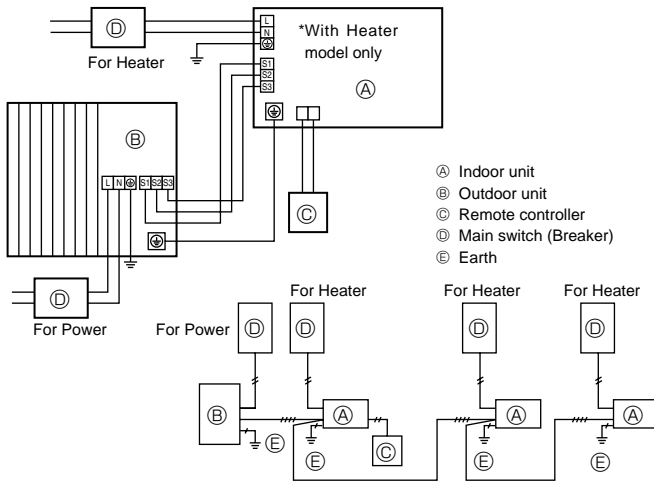 Ⓓ
For Heater
L
N
S1
S2
S3
*With Heater
model only
Ⓐ
Ⓑ
L N S1 S2 S3
Ⓒ
Ⓓ
For Power
Ⓐ Indoor unit
Ⓑ Outdoor unit
Ⓒ Remote controller
Ⓓ Main switch (Breaker)
Ⓔ Earth
For Heater For Heater For Heater
For Power Ⓓ Ⓓ Ⓓ Ⓓ
Ⓑ Ⓐ Ⓐ Ⓐ
Ⓔ Ⓔ Ⓒ Ⓔ Ⓔ